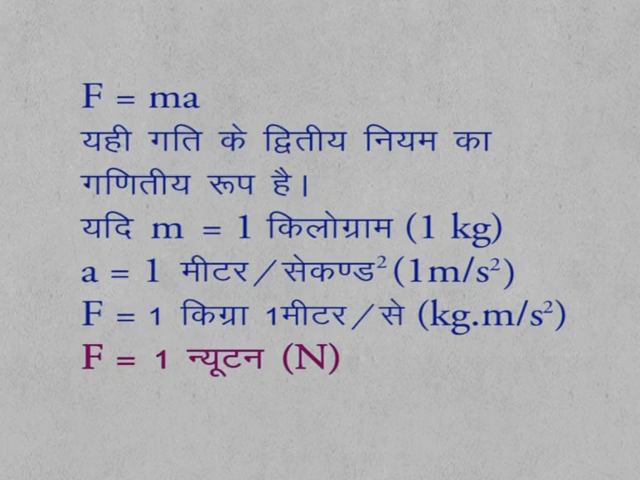 F = ma
यही गति के द्वितीय नियम का
गणितीय रूप है।
यदि m = 1 किलोग्राम (1 kg)
a = 1 मीटर/सेकण्ड² (1m/s²)
F = 1 किग्रा 1मीटर/से (kg.m/s²)
F = 1 न्यूटन (N)